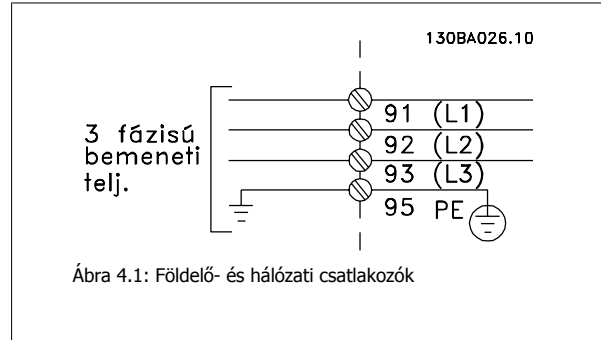 130BA026.10
3 fázisú
bemeneti
telj.
91 (L1)
92 (L2)
93 (L3)
95 PE
Ábra 4.1: Földelő- és hálózati csatlakozók